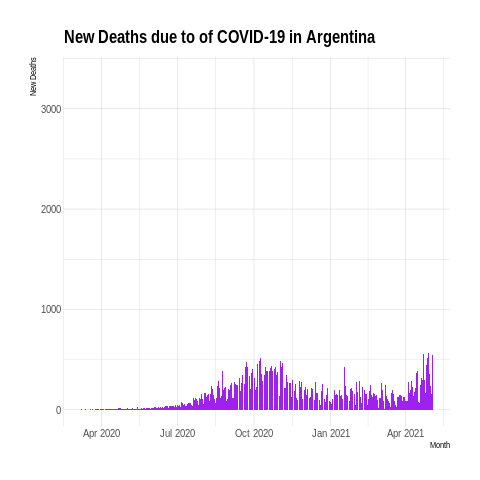 New Deaths due to of COVID-19 in Argentina
New Deaths
3000
2000
1000
0
Apr 2020 Jul 2020 Oct 2020 Jan 2021 Apr 2021
Month